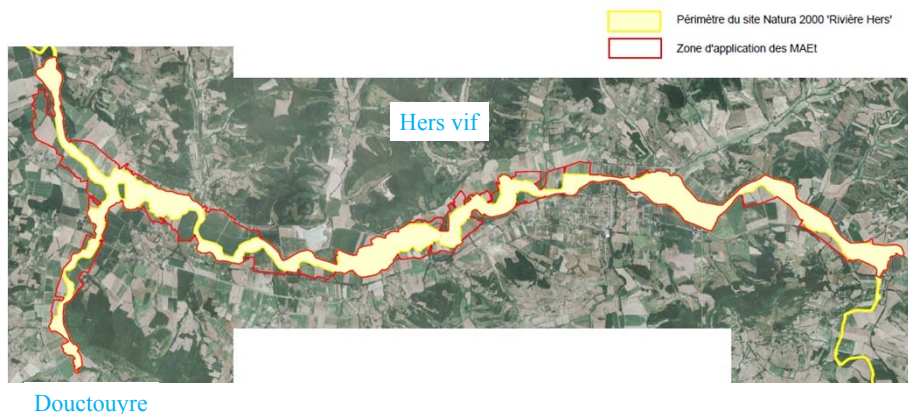 Périmètre du site Natura 2000 'Rivière Hers'
Zone d'application des MAEt
Hers vif
Douctouyre